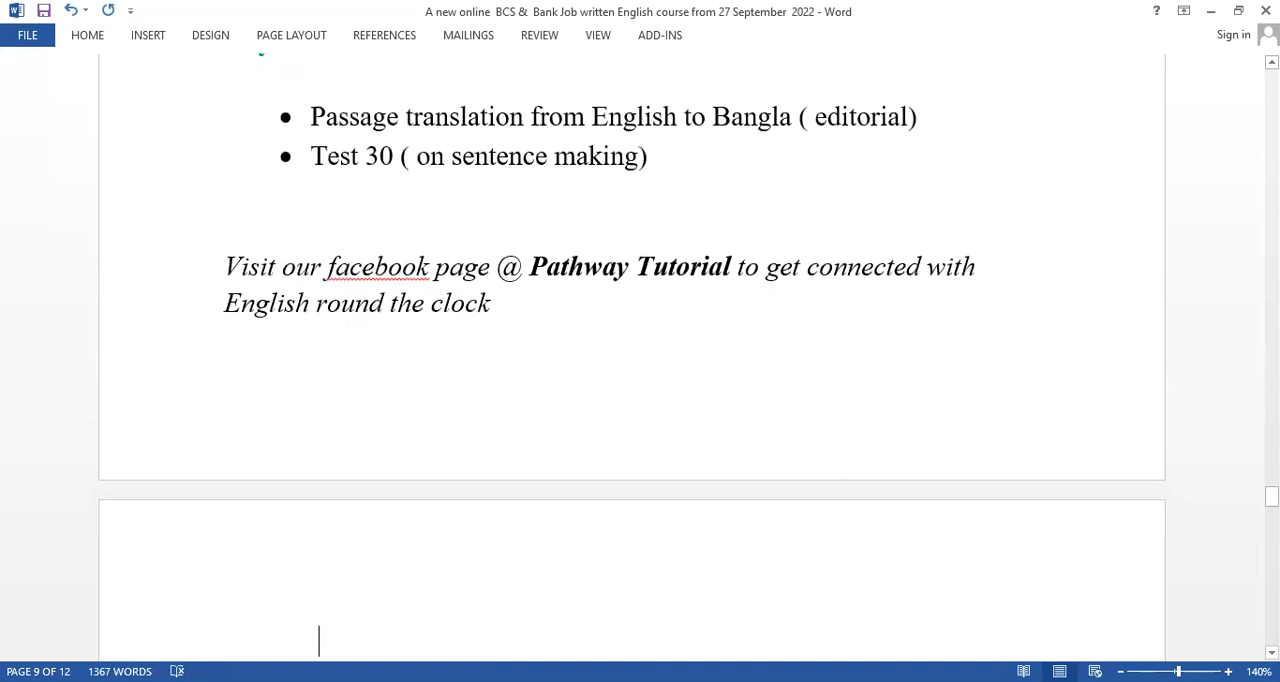 A new online BCS & Bank Job written English course from 27 September 2022 - Word
?
FILE HOME INSERT DESIGN PAGE LAYOUT REFERENCES MAILINGS REVIEW VIEW ADD-INS Sign in
• Passage translation from English to Bangla ( editorial)
• Test 30 ( on sentence making)
Visit our facebook page @ Pathway Tutorial to get connected with
English round the clock
PAGE 9 OF 12 1367 WORDS 140%